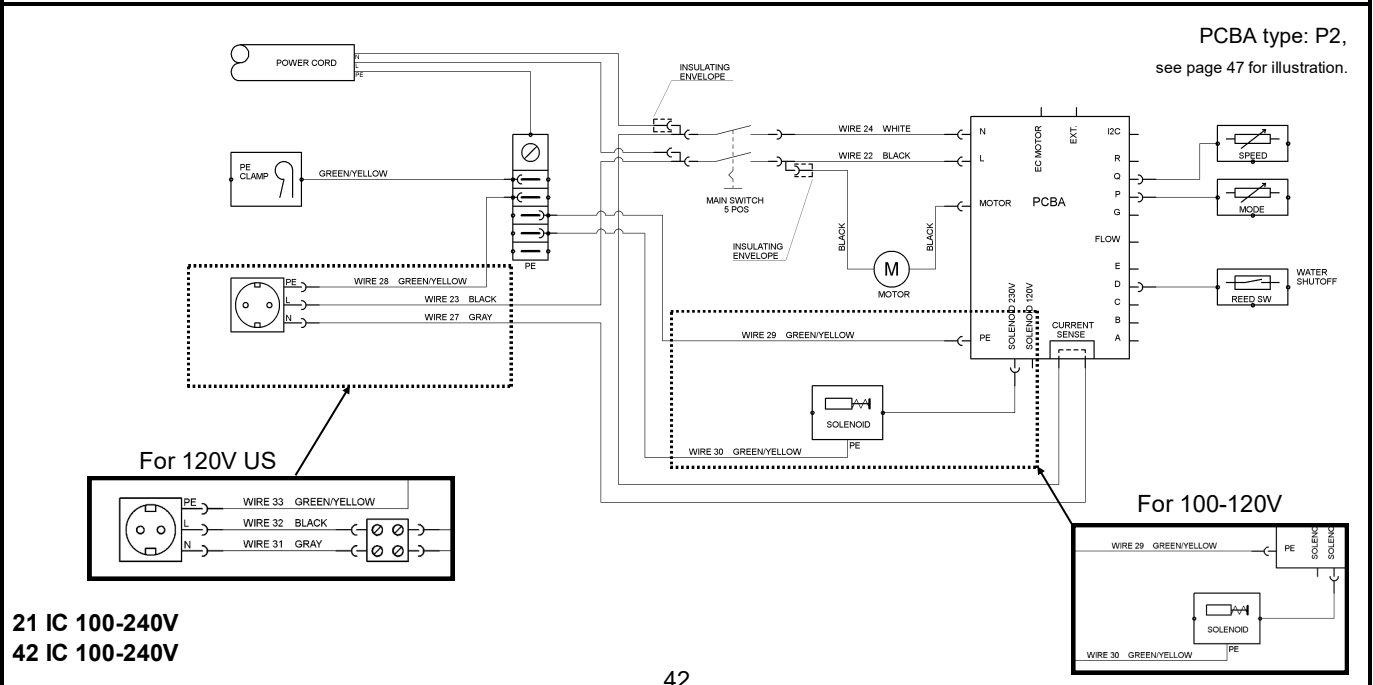 PCBA type: P2,
see page 47 for illustration.
POWER CORD
N
L
PE
INSULATING
ENVELOPE
PE
CLAMP
GREEN/YELLOW
PE
MAIN SWITCH
5 POS
WIRE 24 WHITE
WIRE 22 BLACK
INSULATING
ENVELOPE
BLACK
BLACK
M
MOTOR
N
L
MOTOR
PCBA
EC MOTOR
EXT.
I2C
R
Q
P
G
FLOW
E
D
C
B
A
PE
SOLENOID 230V
SOLENOID 120V
CURRENT
SENSE
SPEED
MODE
REED SW
WATER
SHUTOFF
PE
WIRE 28 GREEN/YELLOW
L
WIRE 23 BLACK
N
WIRE 27 GRAY
WIRE 29 GREEN/YELLOW
SOLENOID
PE
WIRE 30 GREEN/YELLOW
For 120V US
PE
WIRE 33 GREEN/YELLOW
L
WIRE 32 BLACK
N
WIRE 31 GRAY
For 100-120V
WIRE 29 GREEN/YELLOW
PE
SOLENO
SOLENO
SOLENOID
PE
WIRE 30 GREEN/YELLOW
21 IC 100-240V
42 IC 100-240V
42